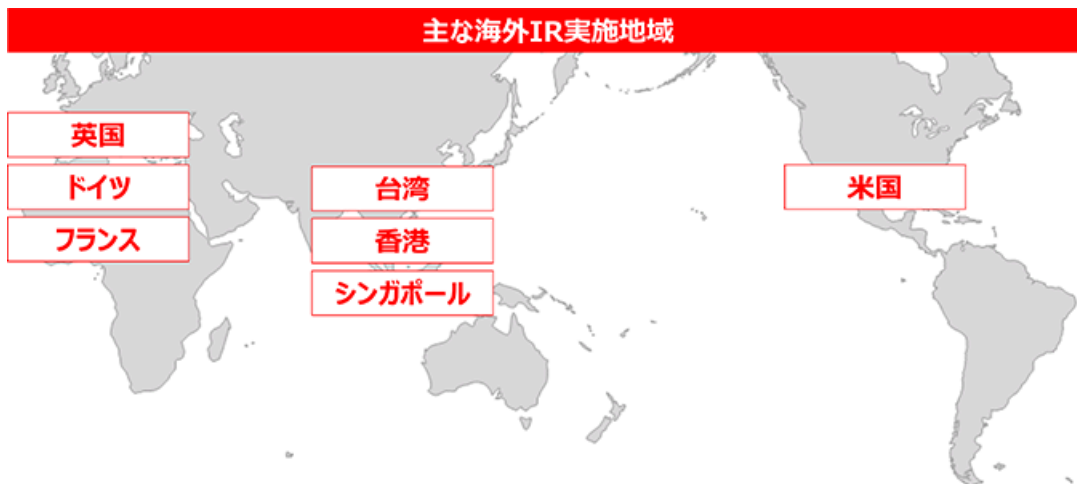 主な海外IR実施地域
英国
ドイツ
フランス
台湾
香港
シンガポール
米国